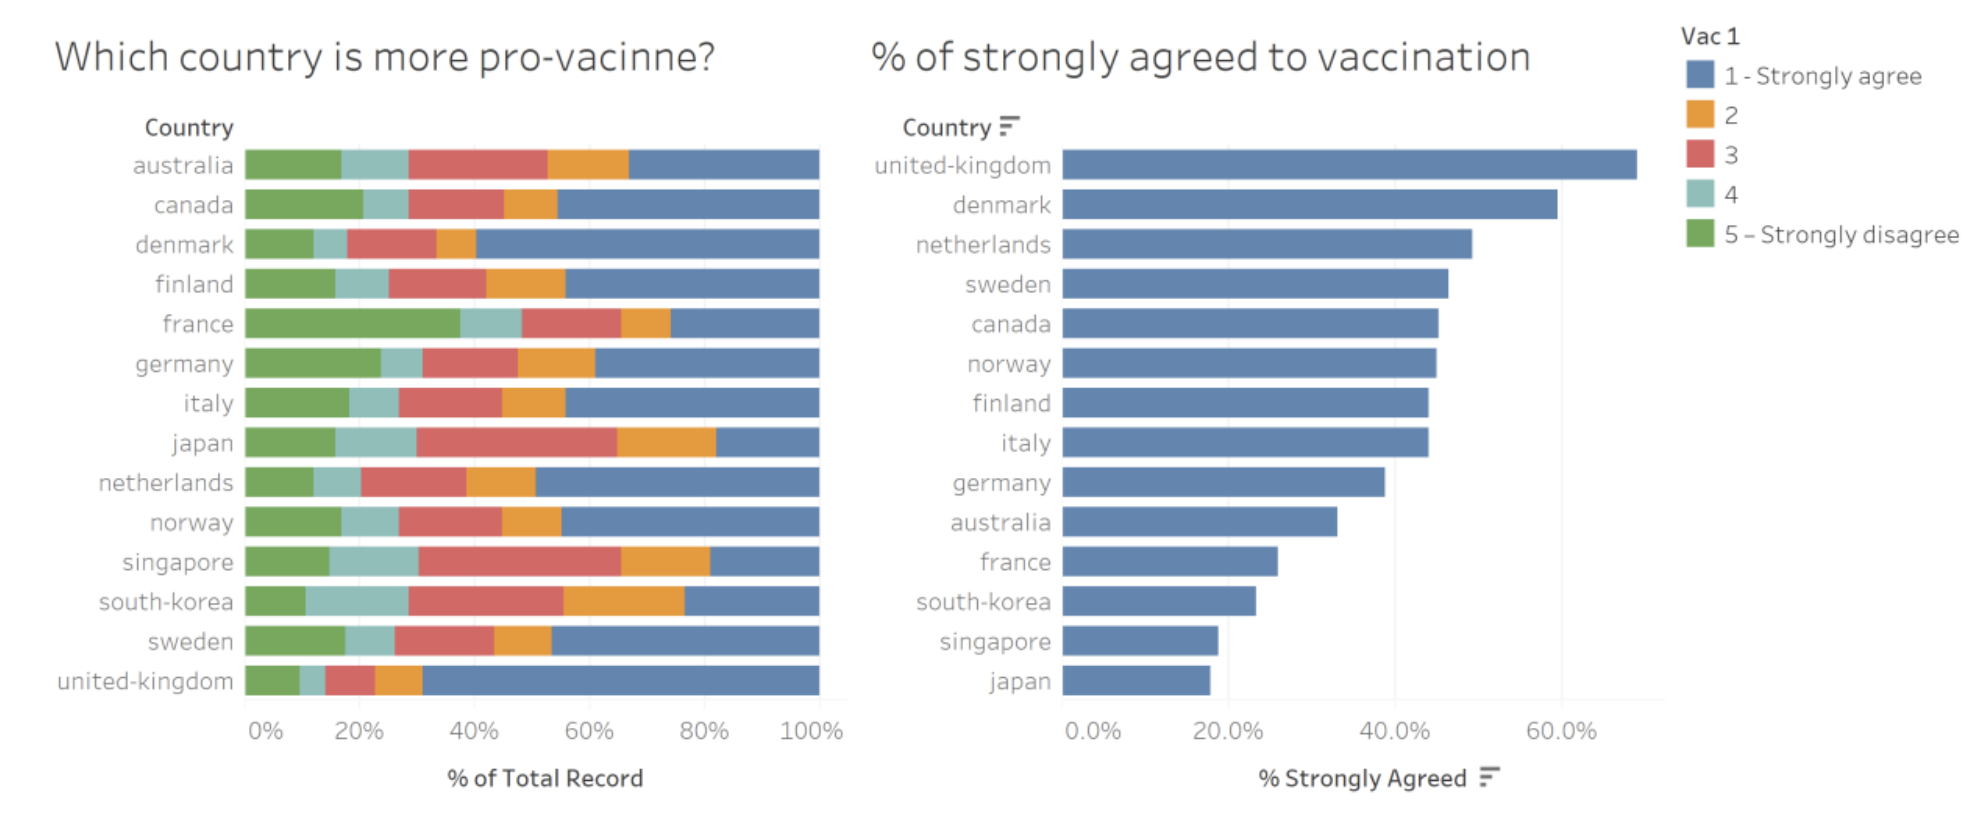 Which country is more pro-vacinne?
Country
australia
canada
denmark
finland
france
germany
italy
japan
netherlands
norway
singapore
south-korea
sweden
united-kingdom
0% 20% 40% 60% 80% 100%
% of Total Record
% of strongly agreed to vaccination
Country
united-kingdom
denmark
netherlands
sweden
canada
norway
finland
italy
germany
australia
france
south-korea
singapore
japan
0.0% 20.0% 40.0% 60.0%
% Strongly Agreed
Vac 1
1 - Strongly agree
2
3
4
5 – Strongly disagree